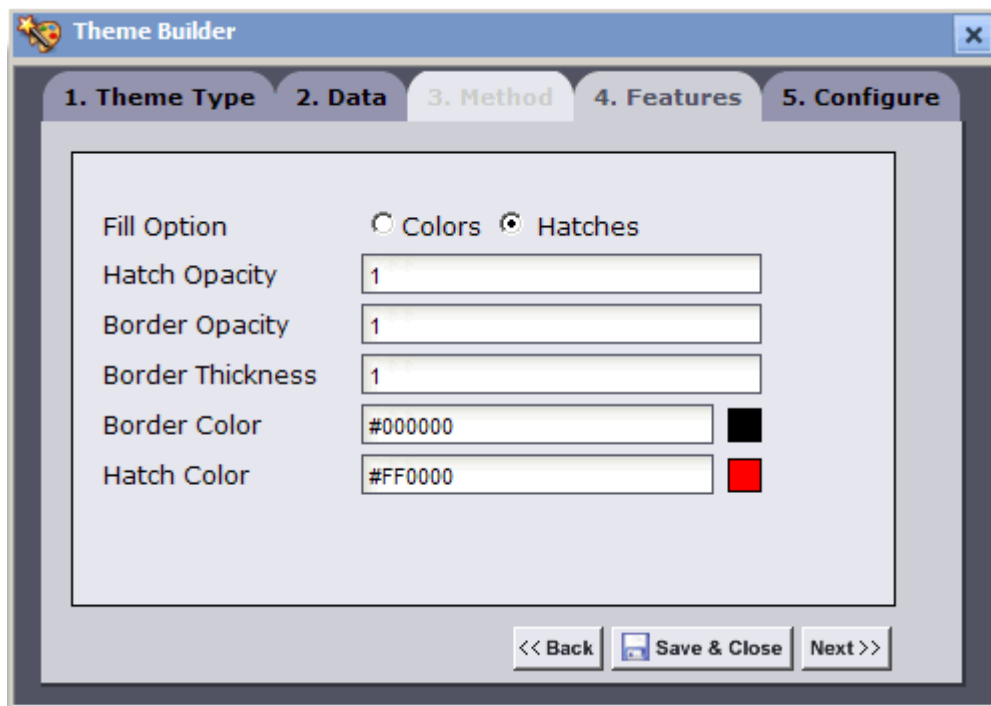 Theme Builder
1. Theme Type 2. Data 3. Method 4. Features 5. Configure
Fill Option Colors Hatches
Hatch Opacity 1
Border Opacity 1
Border Thickness 1
Border Color #000000
Hatch Color #FF0000
<< Back Save & Close Next >>